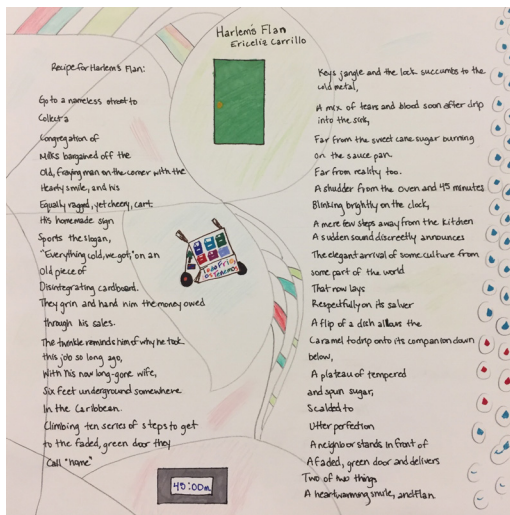 Harlem's Flan
Ericeliz Carrillo
Recipe for Harlem's Flan:
Go to a nameless street to
Collect a
Congregation of
Milks bargained off the
Old, fraying man on the corner with the
Hearty smile, and his
Equally ragged, yet cheery, cart.
His homemade sign
Sports the slogan,
"Everything cold, we got," on an
Old piece of
Disintegrating cardboard.
They grin and hand him the money owed
through his sales.
The twinkle reminds him of why he took
this job so long ago,
With his now long-gone wife,
Six feet underground somewhere
In the Caribbean.
Climbing ten series of steps to get
to the faded, green door they
Call "home"
Todo Frío
los tenemos
45:00m
Keys jangle and the lock succumbs to the
cold metal,
A mix of tears and blood soon after drip
into the sink,
Far from the sweet cane sugar burning
on the sauce pan.
Far from reality too.
A shudder from the oven and 45 minutes
Blinking brightly on the clock,
A mere few steps away from the kitchen
A sudden sound discreetly announces
The elegant arrival of some culture from
some part of the world
That now lays
Respectfully on its salver
A flip of a dish allows the
Caramel to drip onto its companion down
below,
A plateau of tempered
and spun sugar,
Scalded to
Utter perfection
A neighbor stands in front of
A faded, green door and delivers
Two of two things
A heartwarming smile, and flan.